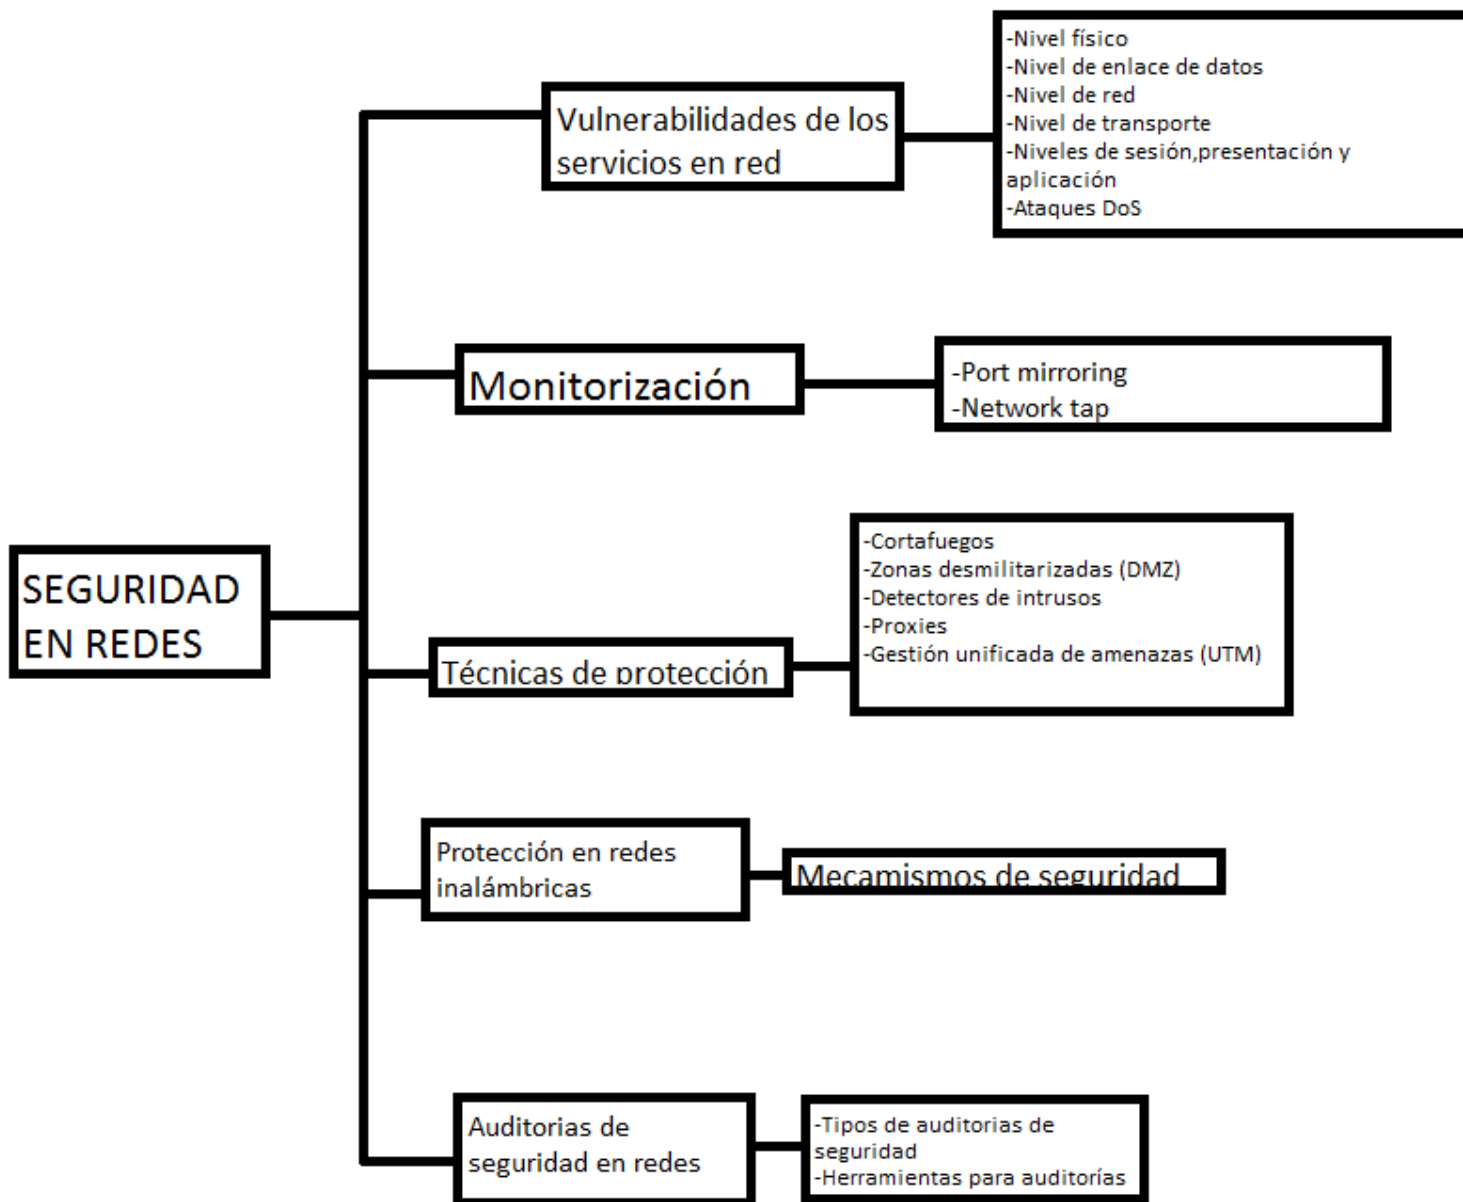 -Nivel físico
-Nivel de enlace de datos
-Nivel de red
-Nivel de transporte
-Niveles de sesión,presentación y
aplicación
-Ataques DoS
Vulnerabilidades de los
servicios en red
Monitorización
-Port mirroring
-Network tap
SEGURIDAD
EN REDES
Técnicas de protección
-Cortafuegos
-Zonas desmilitarizadas (DMZ)
-Detectores de intrusos
-Proxies
-Gestión unificada de amenazas (UTM)
Protección en redes
inalámbricas
Mecamismos de seguridad
Auditorias de
seguridad en redes
-Tipos de auditorias de
seguridad
-Herramientas para auditorías